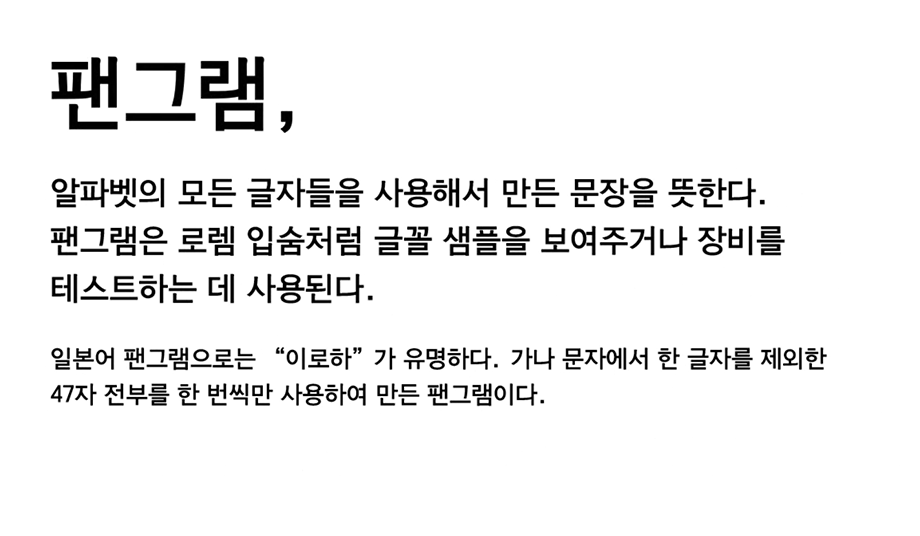 팬그램,
알파벳의 모든 글자들을 사용해서 만든 문장을 뜻한다.
팬그램은 로렘 입숨처럼 글꼴 샘플을 보여주거나 장비를
테스트하는 데 사용된다.
일본어 팬그램으로는 “이로하”가 유명하다. 가나 문자에서 한 글자를 제외한
47자 전부를 한 번씩만 사용하여 만든 팬그램이다.